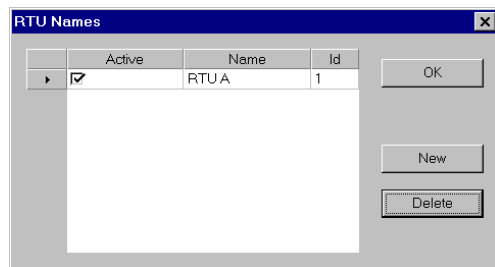 RTU Names
Active Name Id
RTU A 1
OK
New
Delete